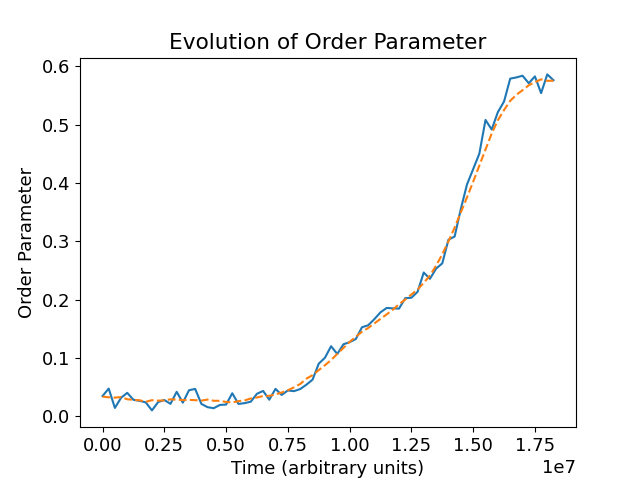 Evolution of Order Parameter
0.6
0.5
0.4
0.3
0.2
0.1
0.0
Order Parameter
0.00 0.25 0.50 0.75 1.00 1.25 1.50 1.75
1e7
Time (arbitrary units)